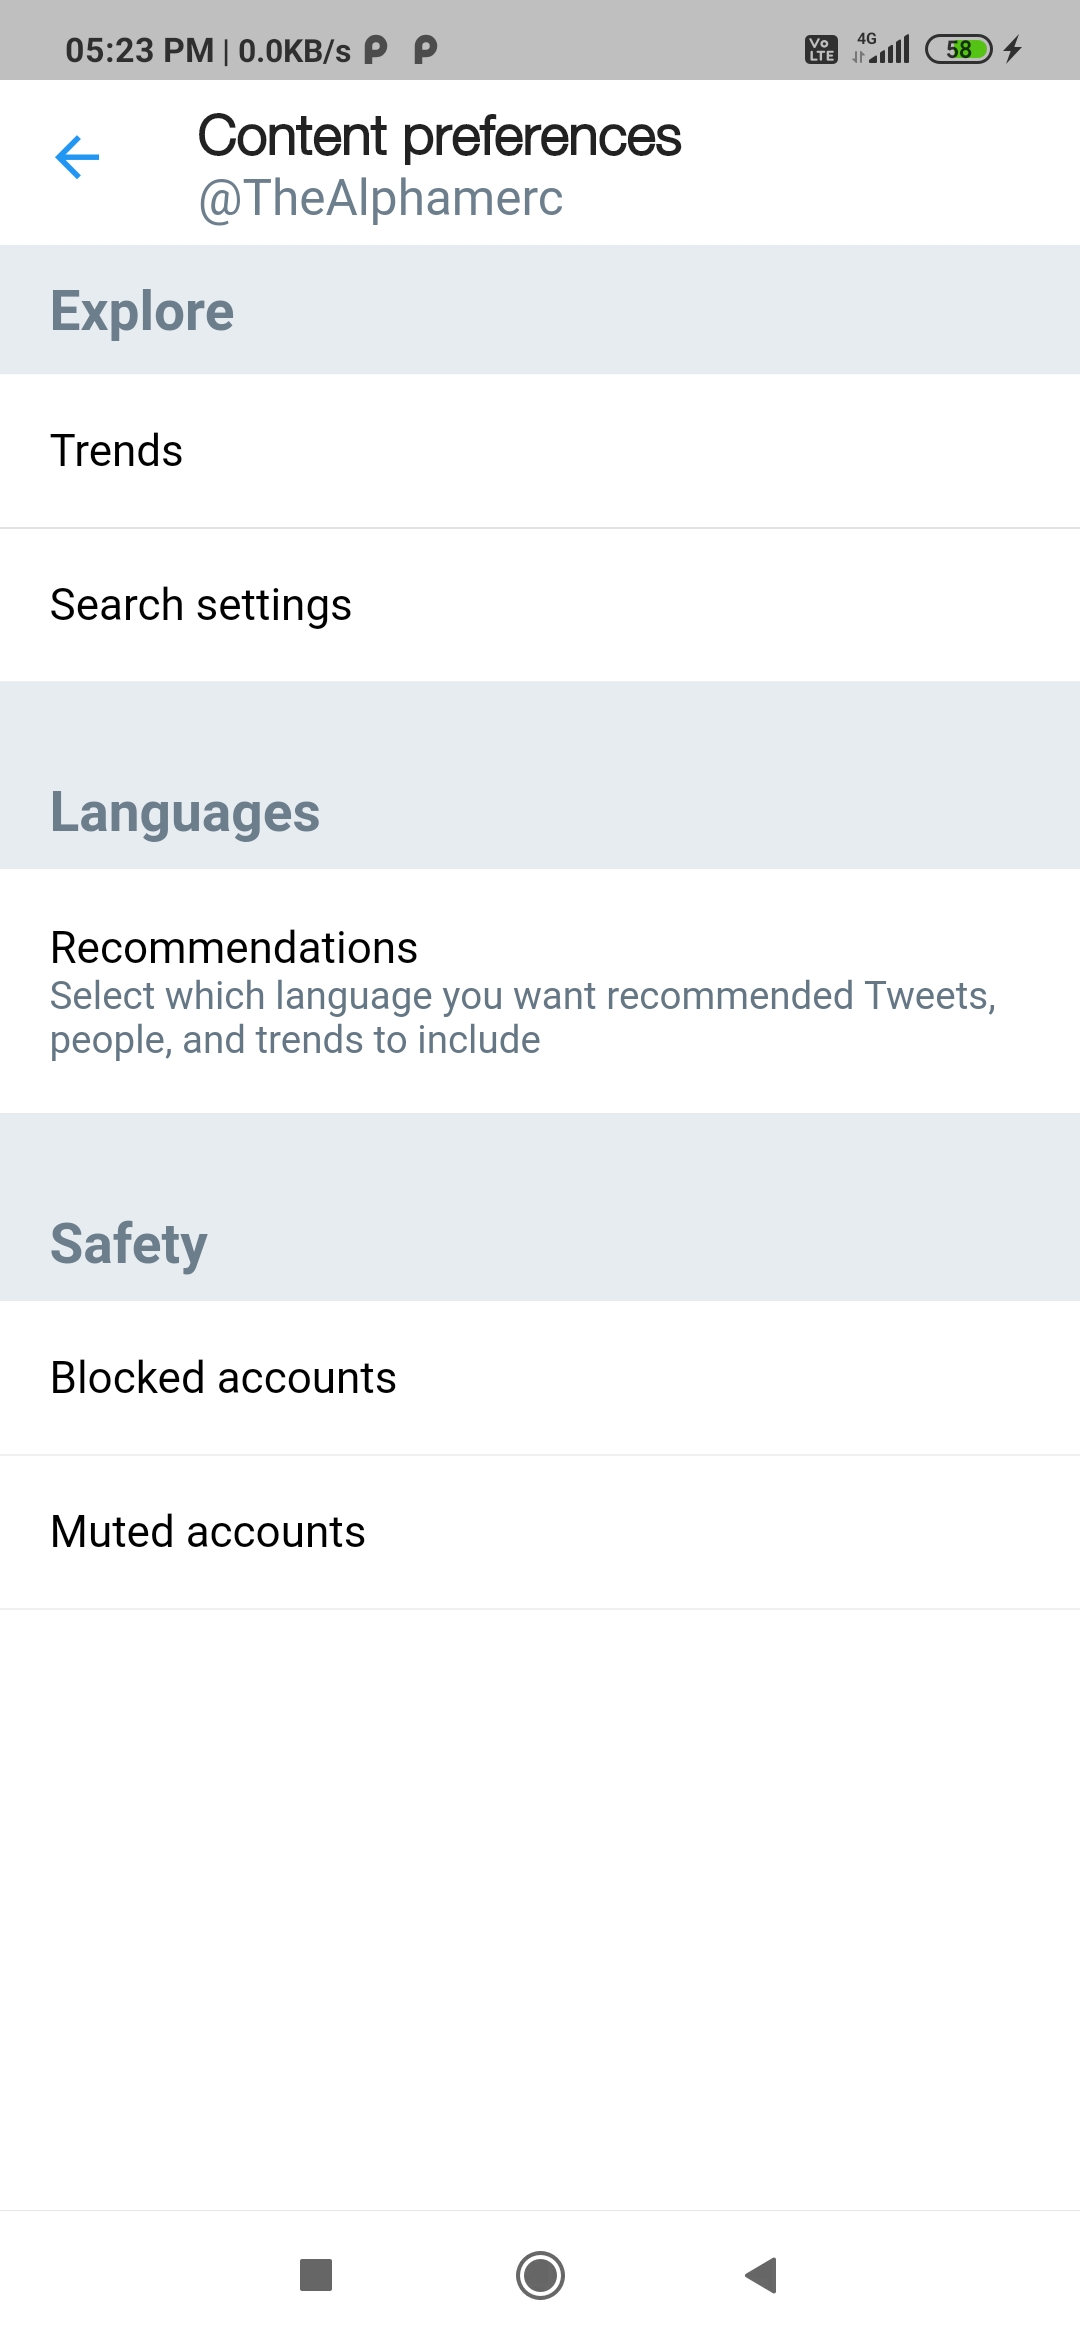 05:23 PM | 0.0KB/s
Vo LTE 4G 58
Content preferences
@TheAlphamerc
Explore
Trends
Search settings
Languages
Recommendations
Select which language you want recommended Tweets,
people, and trends to include
Safety
Blocked accounts
Muted accounts